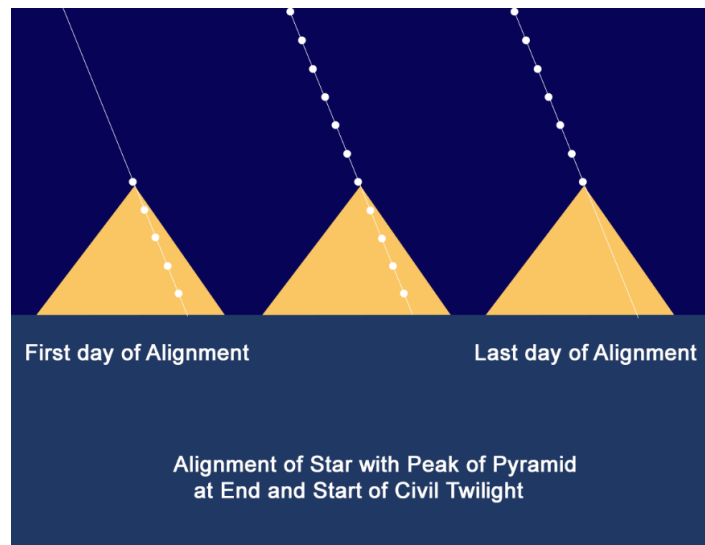 First day of Alignment
Last day of Alignment
Alignment of Star with Peak of Pyramid
at End and Start of Civil Twilight